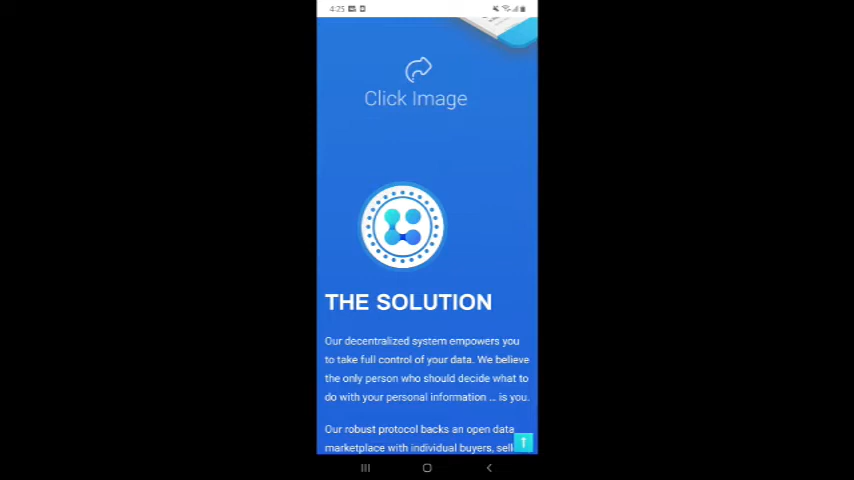 4:25
Click Image
THE SOLUTION
Our decentralized system empowers you
to take full control of your data. We believe
the only person who should decide what to
do with your personal information ... is you.
Our robust protocol backs an open data
marketplace with individual buyers,